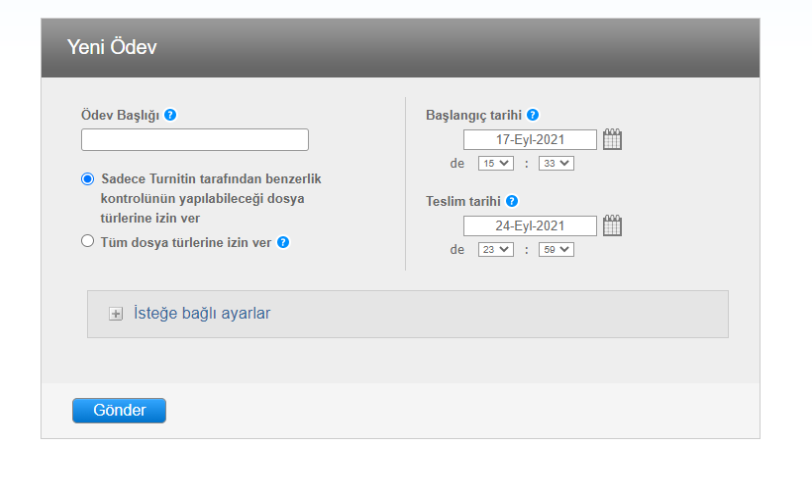 Yeni Ödev
Ödev Başlığı ?
Sadece Turnitin tarafından benzerlik
kontrolünün yapılabileceği dosya
türlerine izin ver
Tüm dosya türlerine izin ver ?
Başlangıç tarihi ?
17-Eyl-2021
de 15 : 33
Teslim tarihi ?
24-Eyl-2021
de 23 : 59
+ İsteğe bağlı ayarlar
Gönder